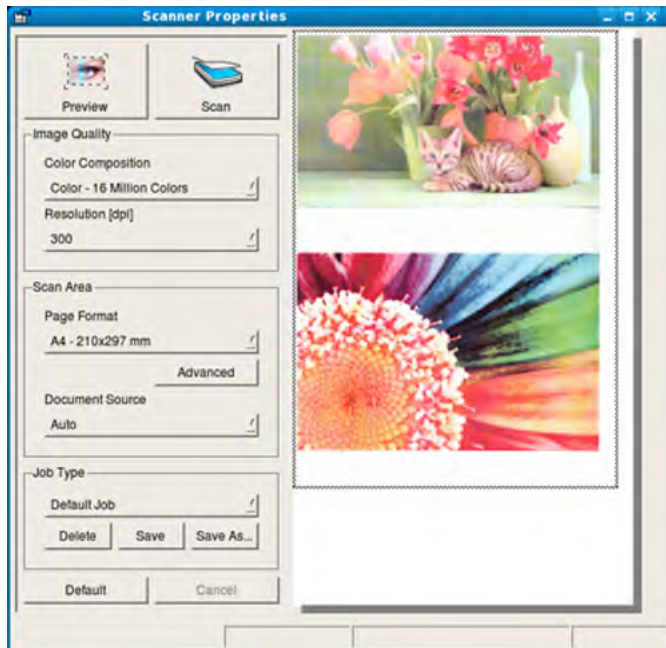 Scanner Properties
Preview
Scan
Image Quality
Color Composition
Color - 16 Million Colors
Resolution [dpi]
300
Scan Area
Page Format
A4 - 210x297 mm
Advanced
Document Source
Auto
Job Type
Default Job
Delete
Save
Save As...
Default
Cancel